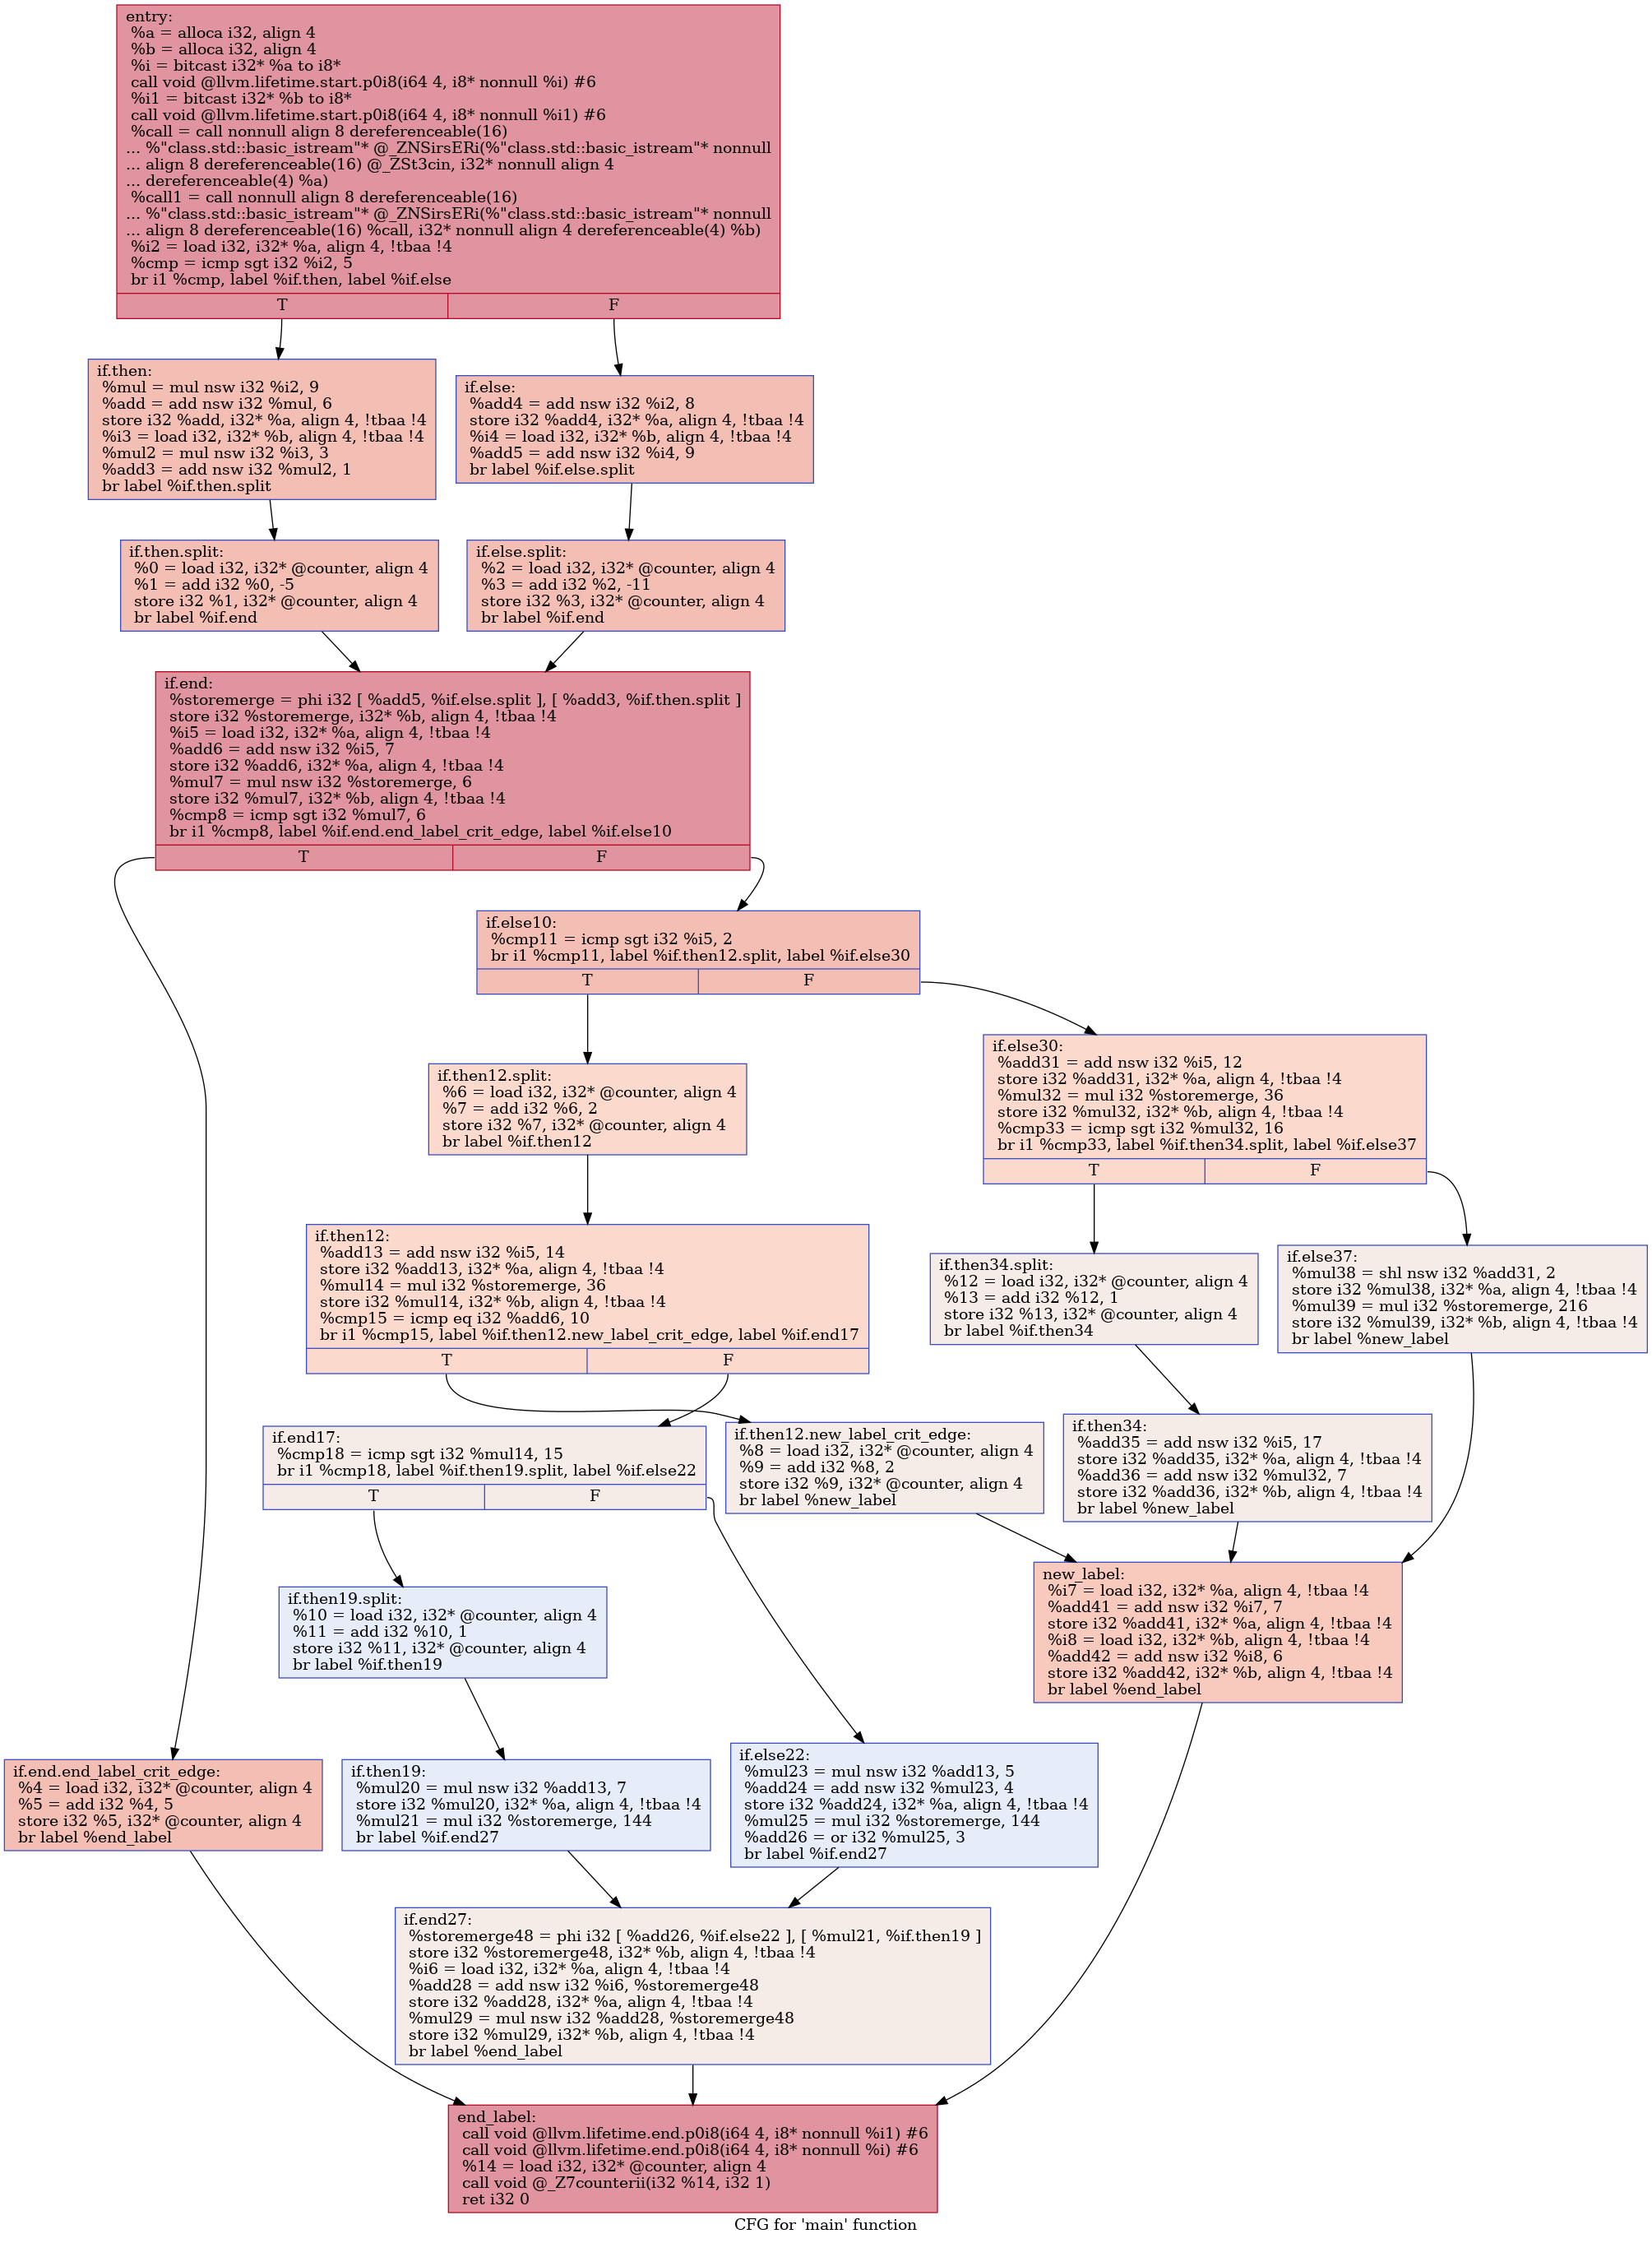 entry:
%a = alloca i32, align 4
%b = alloca i32, align 4
%i = bitcast i32* %a to i8*
call void @llvm.lifetime.start.p0i8(i64 4, i8* nonnull %i) #6
%i1 = bitcast i32* %b to i8*
call void @llvm.lifetime.start.p0i8(i64 4, i8* nonnull %i1) #6
%call = call nonnull align 8 dereferenceable(16)
... %"class.std::basic_istream"* @_ZNSirsERi(%"class.std::basic_istream"* nonnull
... align 8 dereferenceable(16) @_ZSt3cin, i32* nonnull align 4
... dereferenceable(4) %a)
%call1 = call nonnull align 8 dereferenceable(16)
... %"class.std::basic_istream"* @_ZNSirsERi(%"class.std::basic_istream"* nonnull
... align 8 dereferenceable(16) %call, i32* nonnull align 4 dereferenceable(4) %b)
%i2 = load i32, i32* %a, align 4, !tbaa !4
%cmp = icmp sgt i32 %i2, 5
br i1 %cmp, label %if.then, label %if.else
T F
if.then:
%mul = mul nsw i32 %i2, 9
%add = add nsw i32 %mul, 6
store i32 %add, i32* %a, align 4, !tbaa !4
%i3 = load i32, i32* %b, align 4, !tbaa !4
%mul2 = mul nsw i32 %i3, 3
%add3 = add nsw i32 %mul2, 1
br label %if.then.split
if.else:
%add4 = add nsw i32 %i2, 8
store i32 %add4, i32* %a, align 4, !tbaa !4
%i4 = load i32, i32* %b, align 4, !tbaa !4
%add5 = add nsw i32 %i4, 9
br label %if.else.split
if.then.split:
%0 = load i32, i32* @counter, align 4
%1 = add i32 %0, -5
store i32 %1, i32* @counter, align 4
br label %if.end
if.else.split:
%2 = load i32, i32* @counter, align 4
%3 = add i32 %2, -11
store i32 %3, i32* @counter, align 4
br label %if.end
if.end:
%storemerge = phi i32 [ %add5, %if.else.split ], [ %add3, %if.then.split ]
store i32 %storemerge, i32* %b, align 4, !tbaa !4
%i5 = load i32, i32* %a, align 4, !tbaa !4
%add6 = add nsw i32 %i5, 7
store i32 %add6, i32* %a, align 4, !tbaa !4
%mul7 = mul nsw i32 %storemerge, 6
store i32 %mul7, i32* %b, align 4, !tbaa !4
%cmp8 = icmp sgt i32 %mul7, 6
br i1 %cmp8, label %if.end.end_label_crit_edge, label %if.else10
T F
if.else10:
%cmp11 = icmp sgt i32 %i5, 2
br i1 %cmp11, label %if.then12.split, label %if.else30
T F
if.then12.split:
%6 = load i32, i32* @counter, align 4
%7 = add i32 %6, 2
store i32 %7, i32* @counter, align 4
br label %if.then12
if.else30:
%add31 = add nsw i32 %i5, 12
store i32 %add31, i32* %a, align 4, !tbaa !4
%mul32 = mul i32 %storemerge, 36
store i32 %mul32, i32* %b, align 4, !tbaa !4
%cmp33 = icmp sgt i32 %mul32, 16
br i1 %cmp33, label %if.then34.split, label %if.else37
T F
if.then12:
%add13 = add nsw i32 %i5, 14
store i32 %add13, i32* %a, align 4, !tbaa !4
%mul14 = mul i32 %storemerge, 36
store i32 %mul14, i32* %b, align 4, !tbaa !4
%cmp15 = icmp eq i32 %add6, 10
br i1 %cmp15, label %if.then12.new_label_crit_edge, label %if.end17
T F
if.then34.split:
%12 = load i32, i32* @counter, align 4
%13 = add i32 %12, 1
store i32 %13, i32* @counter, align 4
br label %if.then34
if.else37:
%mul38 = shl nsw i32 %add31, 2
store i32 %mul38, i32* %a, align 4, !tbaa !4
%mul39 = mul i32 %storemerge, 216
store i32 %mul39, i32* %b, align 4, !tbaa !4
br label %new_label
if.end17:
%cmp18 = icmp sgt i32 %mul14, 15
br i1 %cmp18, label %if.then19.split, label %if.else22
T F
if.then12.new_label_crit_edge:
%8 = load i32, i32* @counter, align 4
%9 = add i32 %8, 2
store i32 %9, i32* @counter, align 4
br label %new_label
if.then34:
%add35 = add nsw i32 %i5, 17
store i32 %add35, i32* %a, align 4, !tbaa !4
%add36 = add nsw i32 %mul32, 7
store i32 %add36, i32* %b, align 4, !tbaa !4
br label %new_label
if.then19.split:
%10 = load i32, i32* @counter, align 4
%11 = add i32 %10, 1
store i32 %11, i32* @counter, align 4
br label %if.then19
new_label:
%i7 = load i32, i32* %a, align 4, !tbaa !4
%add41 = add nsw i32 %i7, 7
store i32 %add41, i32* %a, align 4, !tbaa !4
%i8 = load i32, i32* %b, align 4, !tbaa !4
%add42 = add nsw i32 %i8, 6
store i32 %add42, i32* %b, align 4, !tbaa !4
br label %end_label
if.end.end_label_crit_edge:
%4 = load i32, i32* @counter, align 4
%5 = add i32 %4, 5
store i32 %5, i32* @counter, align 4
br label %end_label
if.then19:
%mul20 = mul nsw i32 %add13, 7
store i32 %mul20, i32* %a, align 4, !tbaa !4
%mul21 = mul i32 %storemerge, 144
br label %if.end27
if.else22:
%mul23 = mul nsw i32 %add13, 5
%add24 = add nsw i32 %mul23, 4
store i32 %add24, i32* %a, align 4, !tbaa !4
%mul25 = mul i32 %storemerge, 144
%add26 = or i32 %mul25, 3
br label %if.end27
if.end27:
%storemerge48 = phi i32 [ %add26, %if.else22 ], [ %mul21, %if.then19 ]
store i32 %storemerge48, i32* %b, align 4, !tbaa !4
%i6 = load i32, i32* %a, align 4, !tbaa !4
%add28 = add nsw i32 %i6, %storemerge48
store i32 %add28, i32* %a, align 4, !tbaa !4
%mul29 = mul nsw i32 %add28, %storemerge48
store i32 %mul29, i32* %b, align 4, !tbaa !4
br label %end_label
end_label:
call void @llvm.lifetime.end.p0i8(i64 4, i8* nonnull %i1) #6
call void @llvm.lifetime.end.p0i8(i64 4, i8* nonnull %i) #6
%14 = load i32, i32* @counter, align 4
call void @_Z7counterii(i32 %14, i32 1)
ret i32 0
CFG for 'main' function